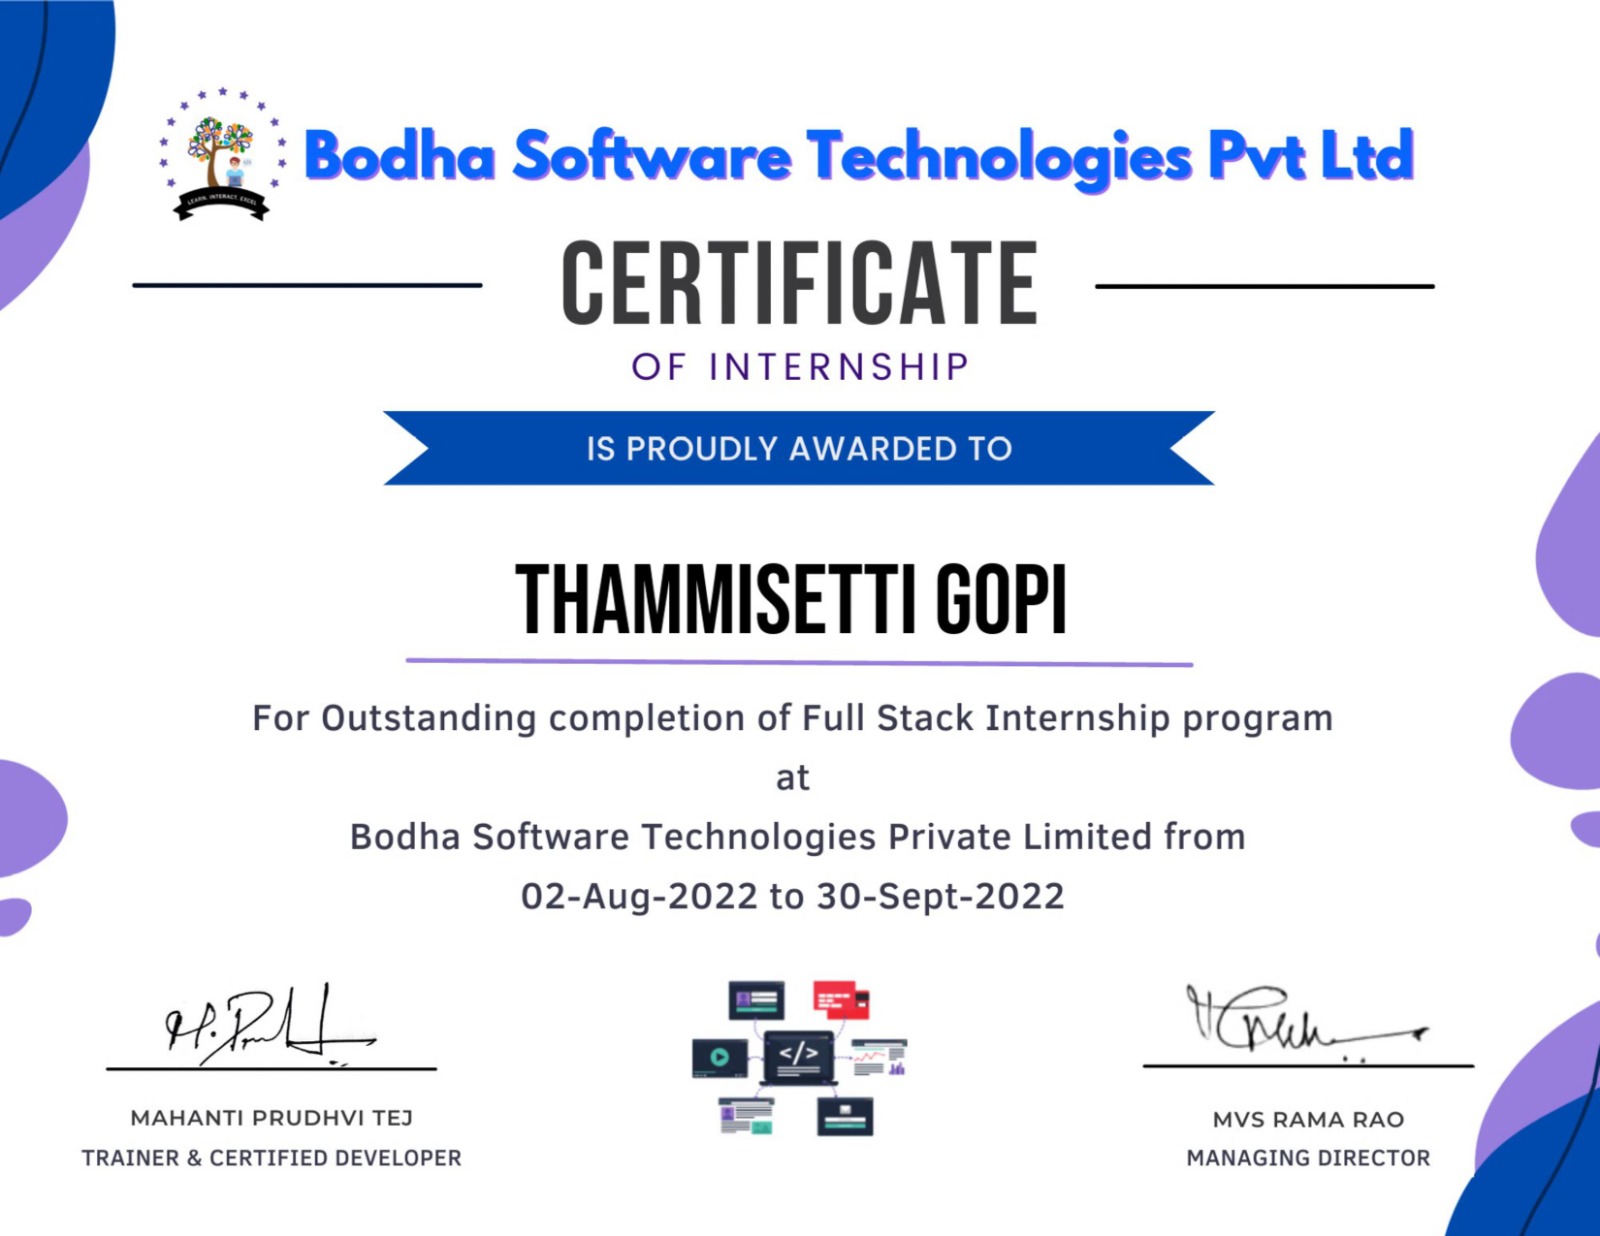 Bodha Software Technologies Pvt Ltd
LEARN. INTERACT. EXCEL
CERTIFICATE
OF INTERNSHIP
IS PROUDLY AWARDED TO
THAMMISETTI GOPI
For Outstanding completion of Full Stack Internship program
at
Bodha Software Technologies Private Limited from
02-Aug-2022 to 30-Sept-2022
</>
MAHANTI PRUDHVI TEJ
TRAINER & CERTIFIED DEVELOPER
MVS RAMA RAO
MANAGING DIRECTOR